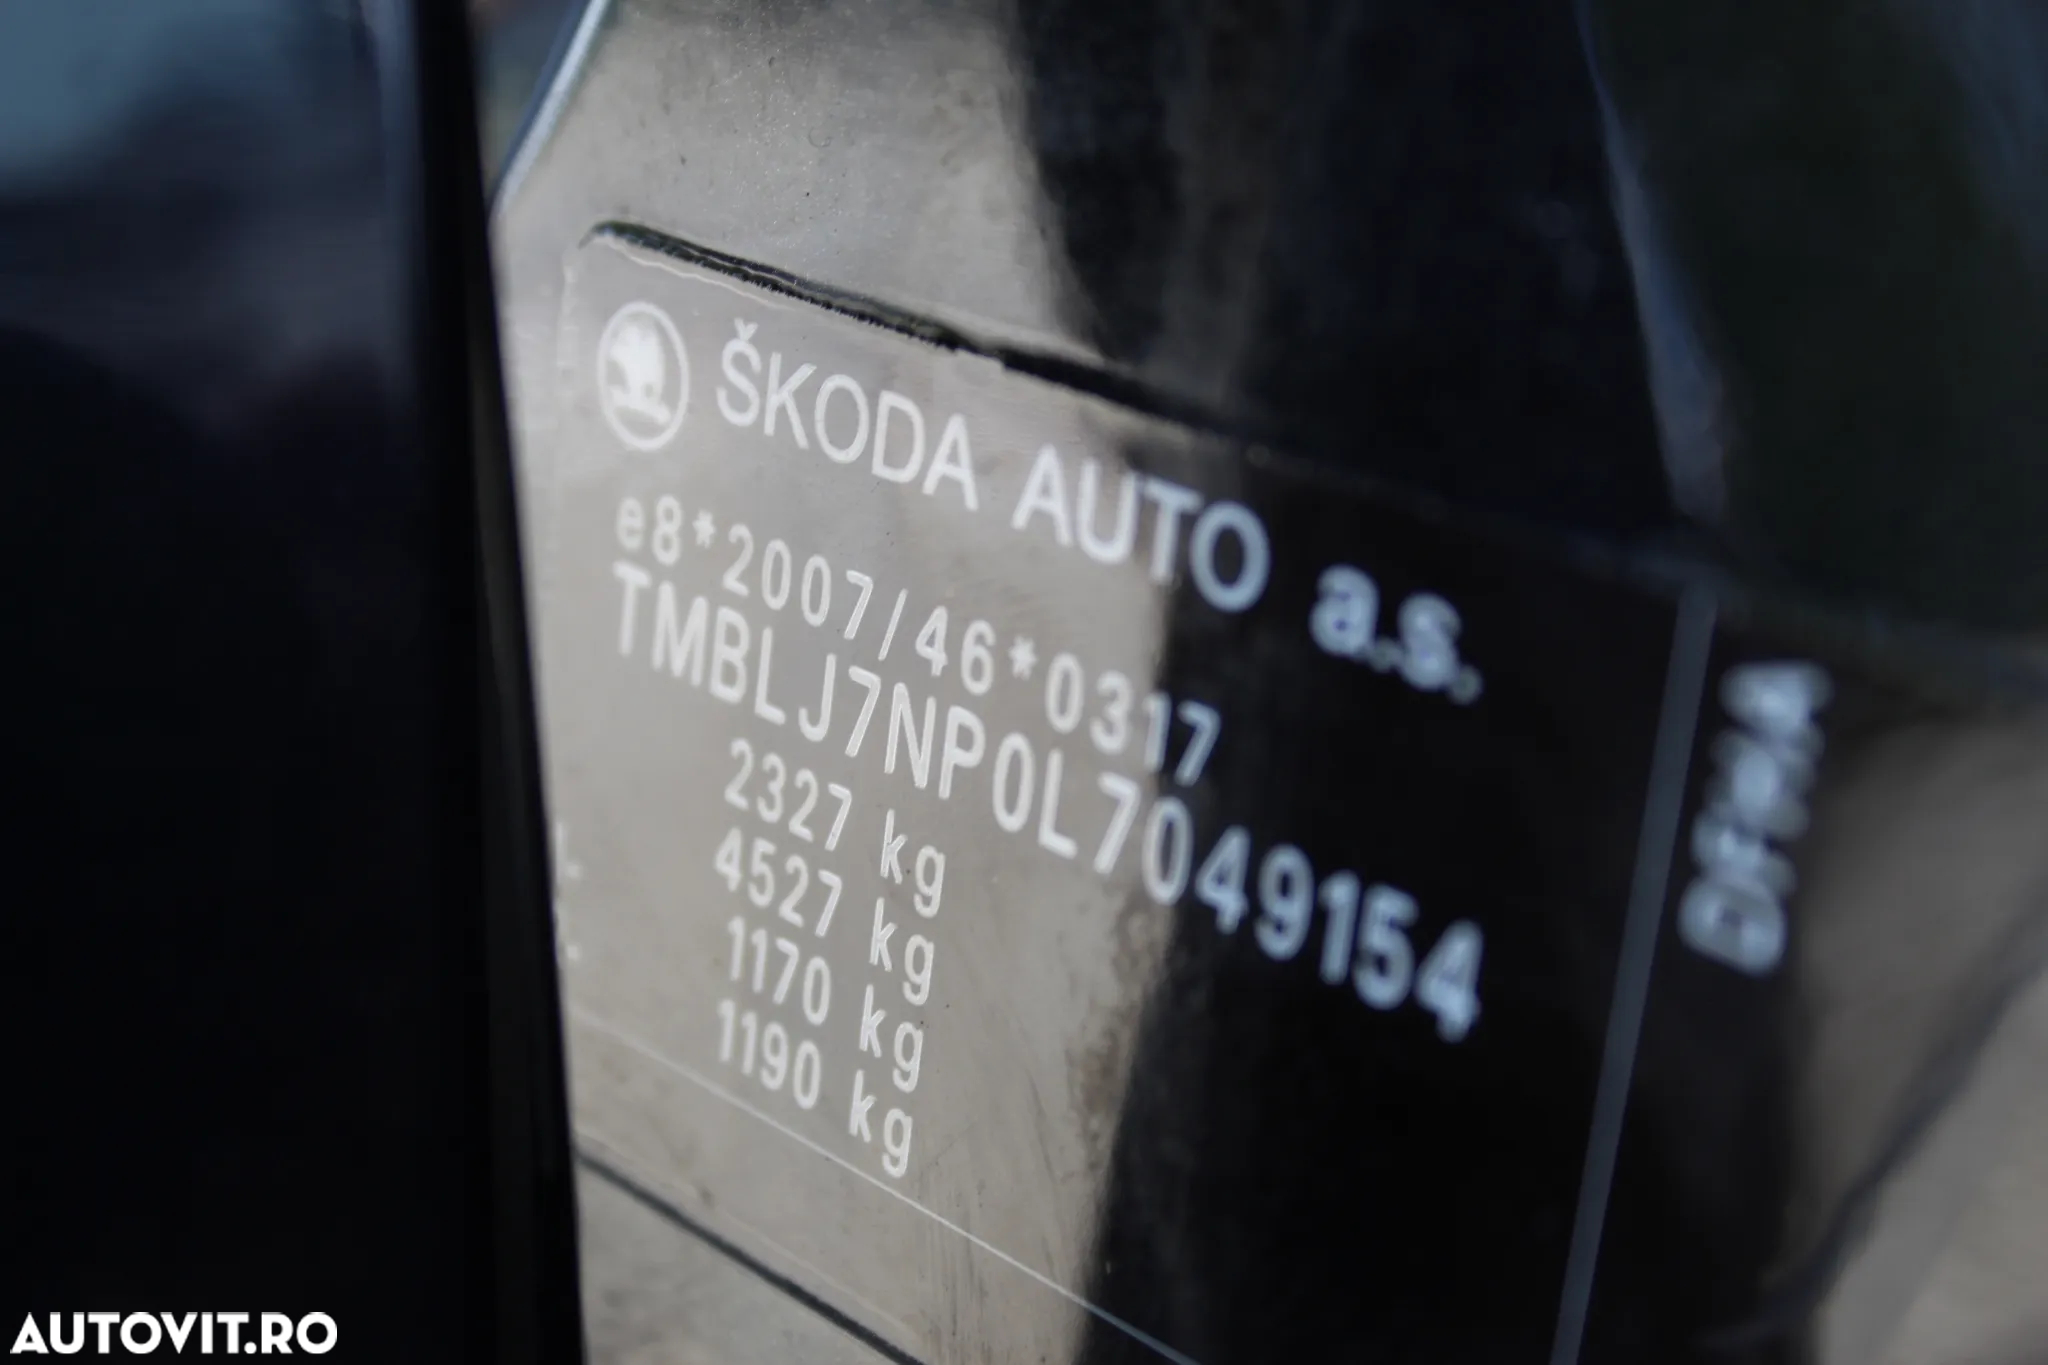 ŠKODA AUTO a.s.
e8*2007/46*0317
TMBLJ7NP0L7049154
2327 kg
4527 kg
1170 kg
1190 kg
AUTOVIT.RO